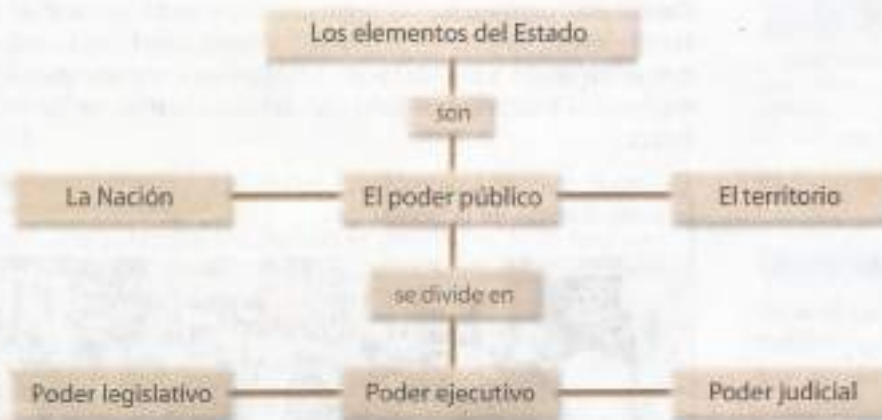 Los elementos del Estado
son
La Nación
El poder público
El territorio
se divide en
Poder legislativo
Poder ejecutivo
Poder judicial